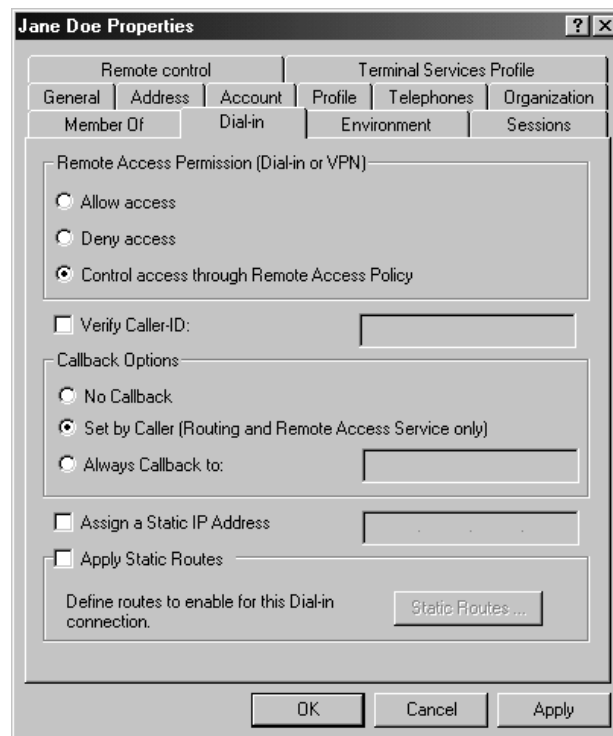 Jane Doe Properties
Remote control Terminal Services Profile
General Address Account Profile Telephones Organization
Member Of Dial-in Environment Sessions
Remote Access Permission (Dial-in or VPN)
Allow access
Deny access
Control access through Remote Access Policy
Verify Caller-ID:
Callback Options
No Callback
Set by Caller (Routing and Remote Access Service only)
Always Callback to:
Assign a Static IP Address
Apply Static Routes
Define routes to enable for this Dial-in
connection.
Static Routes ...
OK Cancel Apply